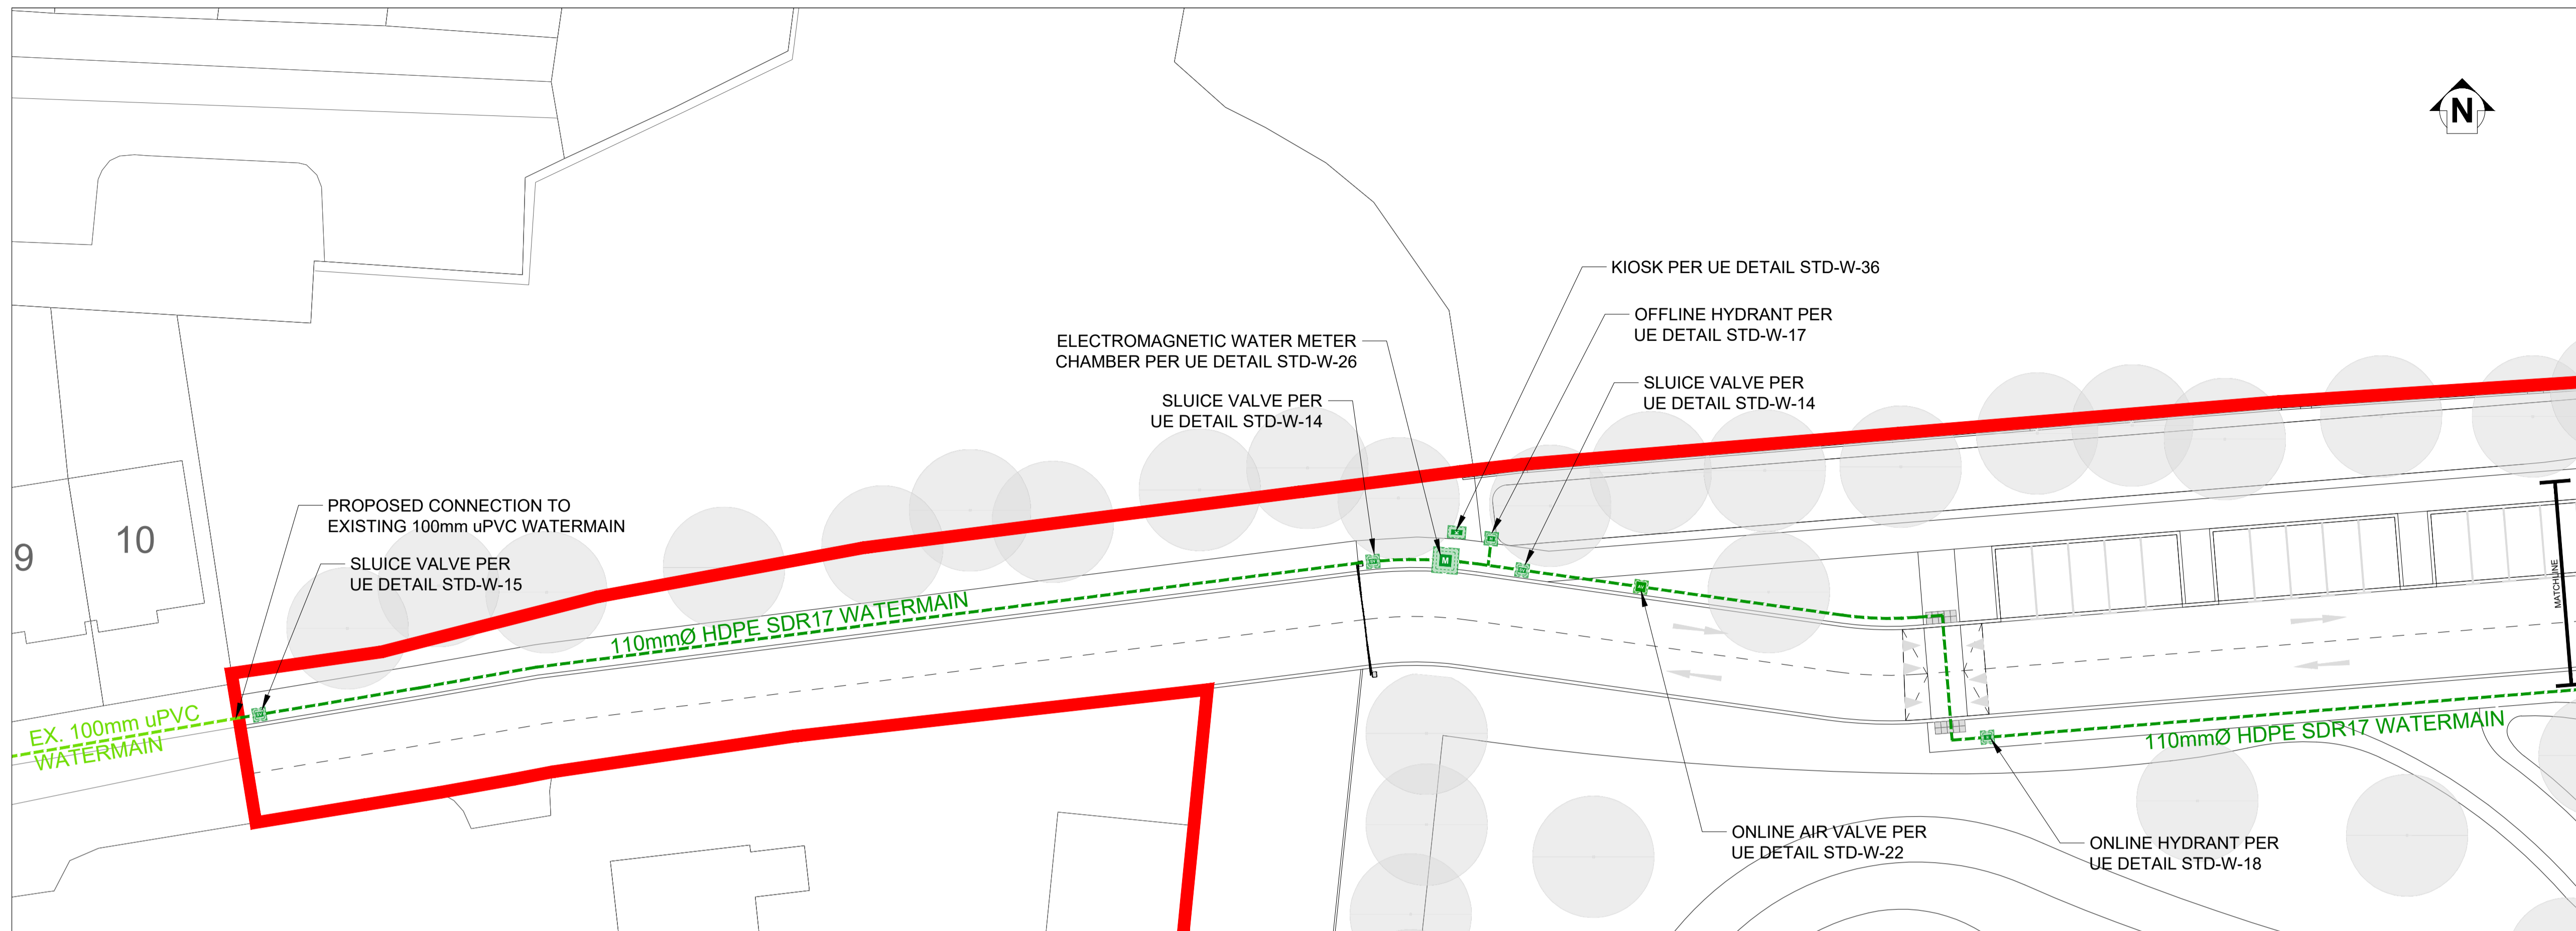 N
KIOSK PER UE DETAIL STD-W-36
OFFLINE HYDRANT PER
UE DETAIL STD-W-17
ELECTROMAGNETIC WATER METER
CHAMBER PER UE DETAIL STD-W-26
SLUICE VALVE PER
UE DETAIL STD-W-14
SLUICE VALVE PER
UE DETAIL STD-W-14
PROPOSED CONNECTION TO
EXISTING 100mm uPVC WATERMAIN
9
10
SLUICE VALVE PER
UE DETAIL STD-W-15
110mmØ HDPE SDR17 WATERMAIN
M
MATCHLINE
EX. 100mm uPVC
WATERMAIN
110mmØ HDPE SDR17 WATERMAIN
ONLINE AIR VALVE PER
UE DETAIL STD-W-22
ONLINE HYDRANT PER
UE DETAIL STD-W-18